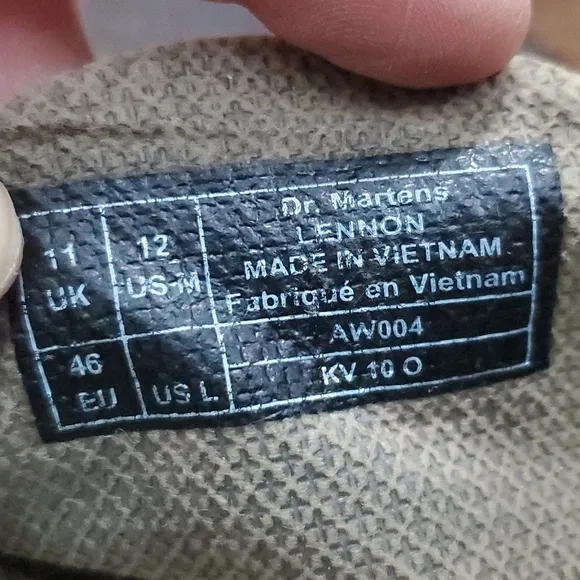 11
UK
12
US M
Dr. Martens
LENNON
MADE IN VIETNAM
Fabriqué en Vietnam
46
EU
US L
AW004
KV 10 O